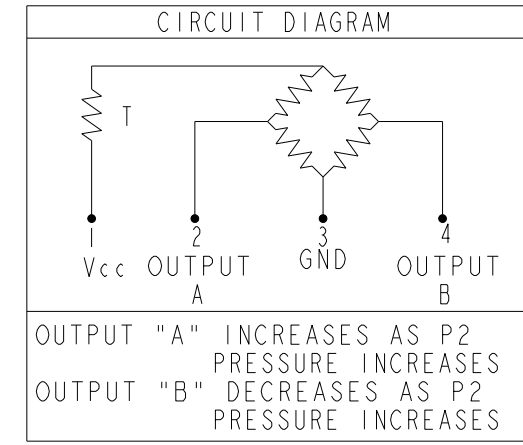 CIRCUIT DIAGRAM
T
1 2 3 4
Vcc OUTPUT A GND OUTPUT B
OUTPUT "A" INCREASES AS P2
PRESSURE INCREASES
OUTPUT "B" DECREASES AS P2
PRESSURE INCREASES